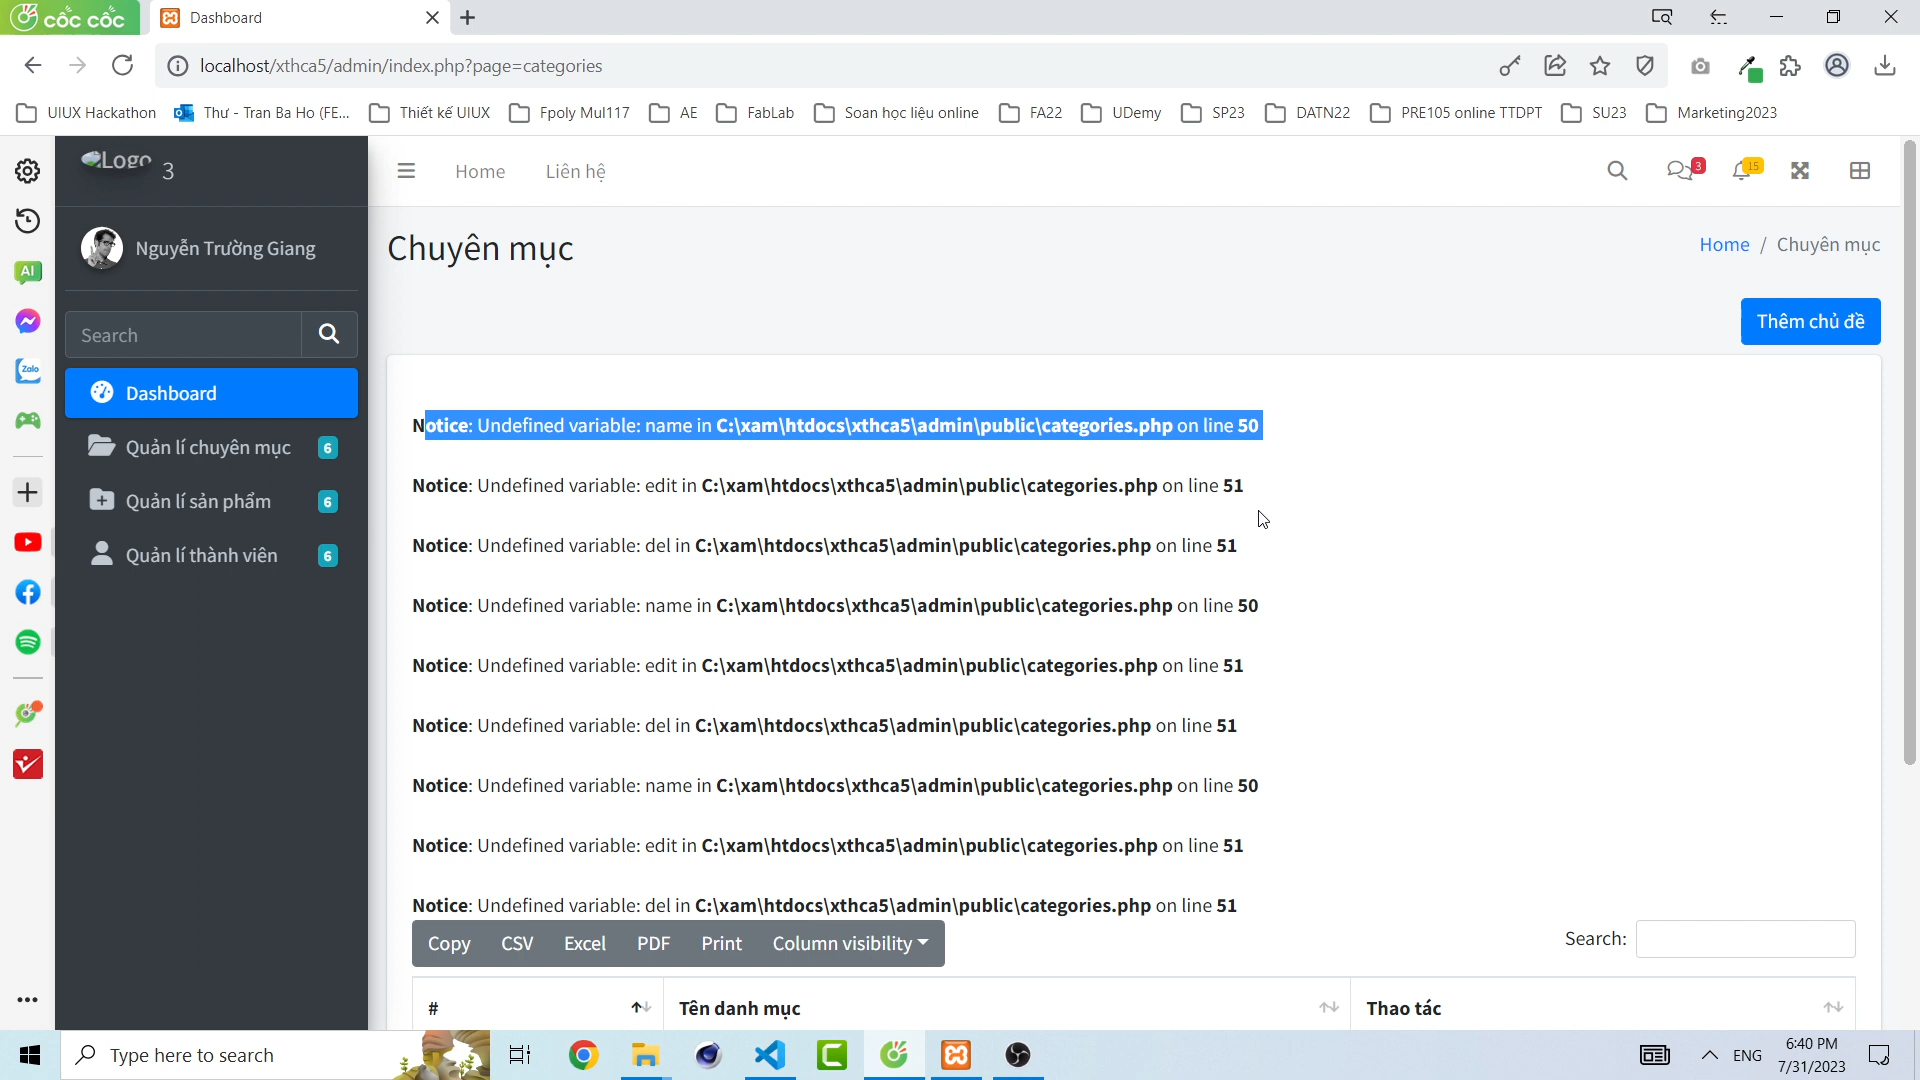 cốc cốc
Dashboard
localhost/xthca5/admin/index.php?page=categories
UIUX Hackathon
Thư - Tran Ba Ho (FE...
Thiết kế UIUX
Fpoly Mul117
AE
FabLab
Soan học liệu online
FA22
UDemy
SP23
DATN22
PRE105 online TTDPT
SU23
Marketing2023
Logo
3
Home
Liên hệ
3
15
AI
Zalo
Nguyễn Trường Giang
Chuyên mục
Home / Chuyên mục
Search
Thêm chủ đề
Dashboard
Quản lí chuyên mục 6
Quản lí sản phẩm 6
Quản lí thành viên 6
Notice: Undefined variable: name in C:\xam\htdocs\xthca5\admin\public\categories.php on line 50
Notice: Undefined variable: edit in C:\xam\htdocs\xthca5\admin\public\categories.php on line 51
Notice: Undefined variable: del in C:\xam\htdocs\xthca5\admin\public\categories.php on line 51
Notice: Undefined variable: name in C:\xam\htdocs\xthca5\admin\public\categories.php on line 50
Notice: Undefined variable: edit in C:\xam\htdocs\xthca5\admin\public\categories.php on line 51
Notice: Undefined variable: del in C:\xam\htdocs\xthca5\admin\public\categories.php on line 51
Notice: Undefined variable: name in C:\xam\htdocs\xthca5\admin\public\categories.php on line 50
Notice: Undefined variable: edit in C:\xam\htdocs\xthca5\admin\public\categories.php on line 51
Notice: Undefined variable: del in C:\xam\htdocs\xthca5\admin\public\categories.php on line 51
Copy
CSV
Excel
PDF
Print
Column visibility
Search:
#
Tên danh mục
Thao tác
Type here to search
ENG
6:40 PM
7/31/2023